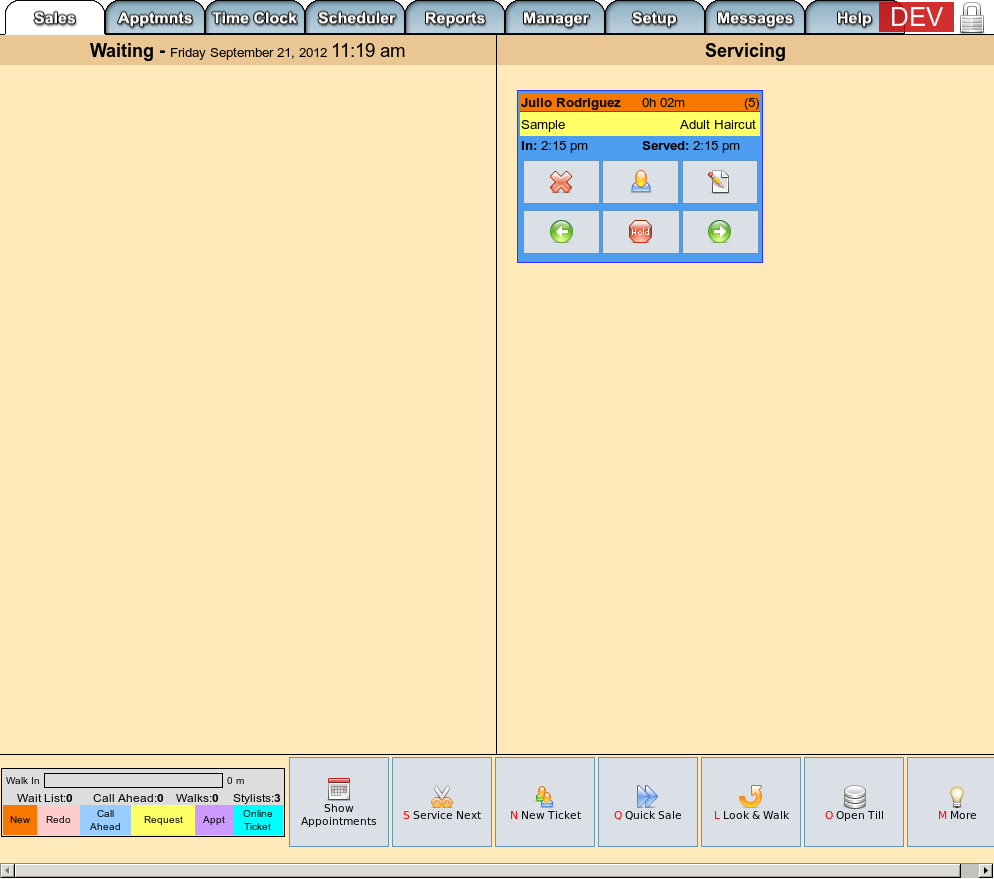 Sales Apptmnts Time Clock Scheduler Reports Manager Setup Messages Help DEV
Waiting - Friday September 21, 2012 11:19 am
Servicing
Julio Rodriguez 0h 02m (5)
Sample Adult Haircut
In: 2:15 pm Served: 2:15 pm
Hold
Walk In 0 m
Wait List:0 Call Ahead:0 Walks:0 Stylists:3
New Redo Call Ahead Request Appt Online Ticket
Show
Appointments
S Service Next
N New Ticket
Q Quick Sale
L Look & Walk
O Open Till
M More